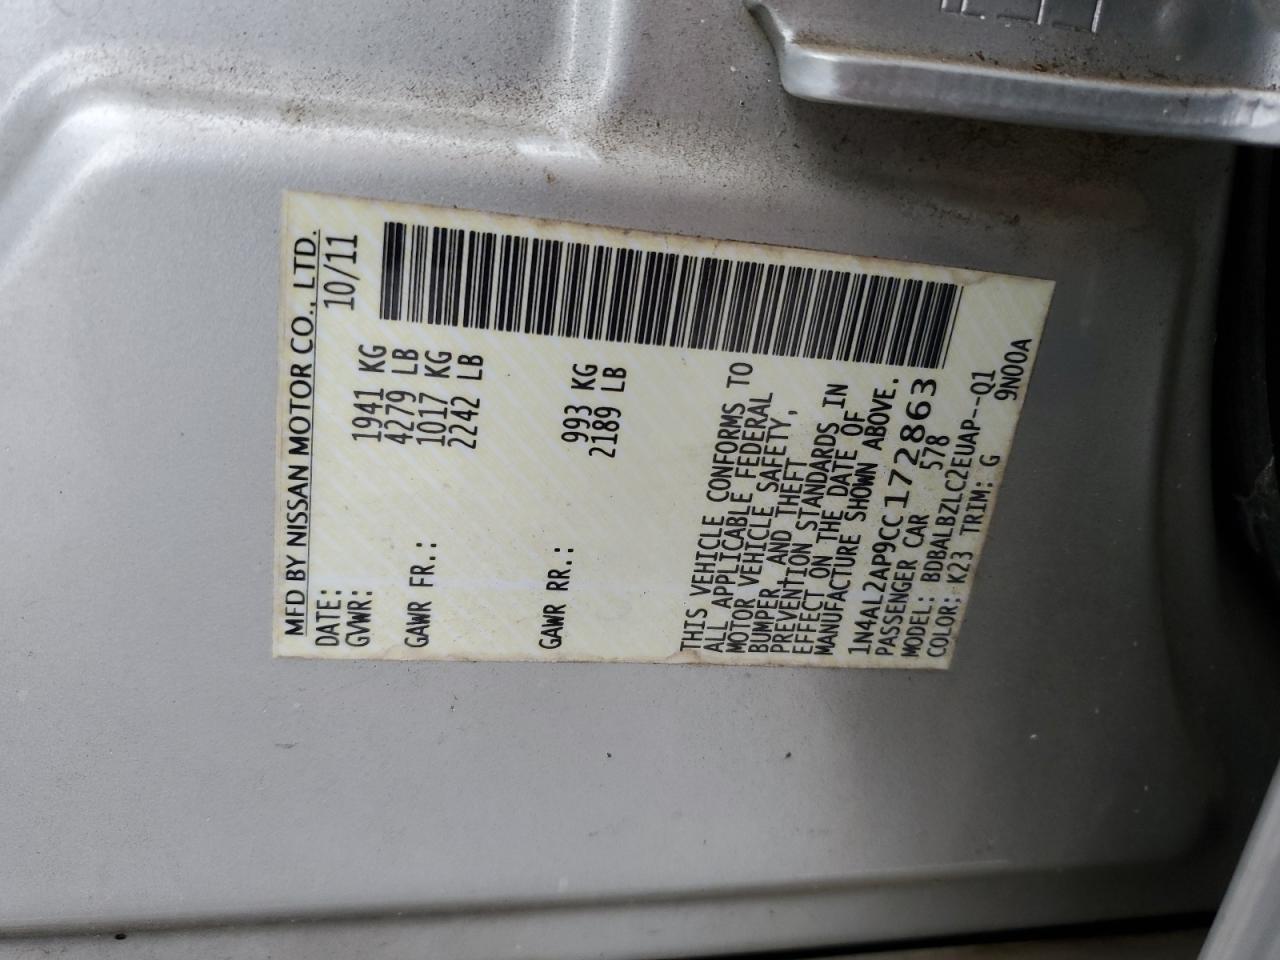 MFD BY NISSAN MOTOR CO., LTD.
DATE: 10/11
GVWR: 1941 KG
4279 LB
GAWR FR.: 1017 KG
2242 LB
GAWR RR.: 993 KG
2189 LB
THIS VEHICLE CONFORMS TO
ALL APPLICABLE FEDERAL
MOTOR VEHICLE SAFETY,
BUMPER, AND THEFT
PREVENTION STANDARDS IN
EFFECT ON THE DATE OF
MANUFACTURE SHOWN ABOVE.
1N4AL2AP9CC172863
PASSENGER CAR 578
MODEL: BDBALBZLC2EUAP--Q1
COLOR: K23 TRIM: G 9N00A